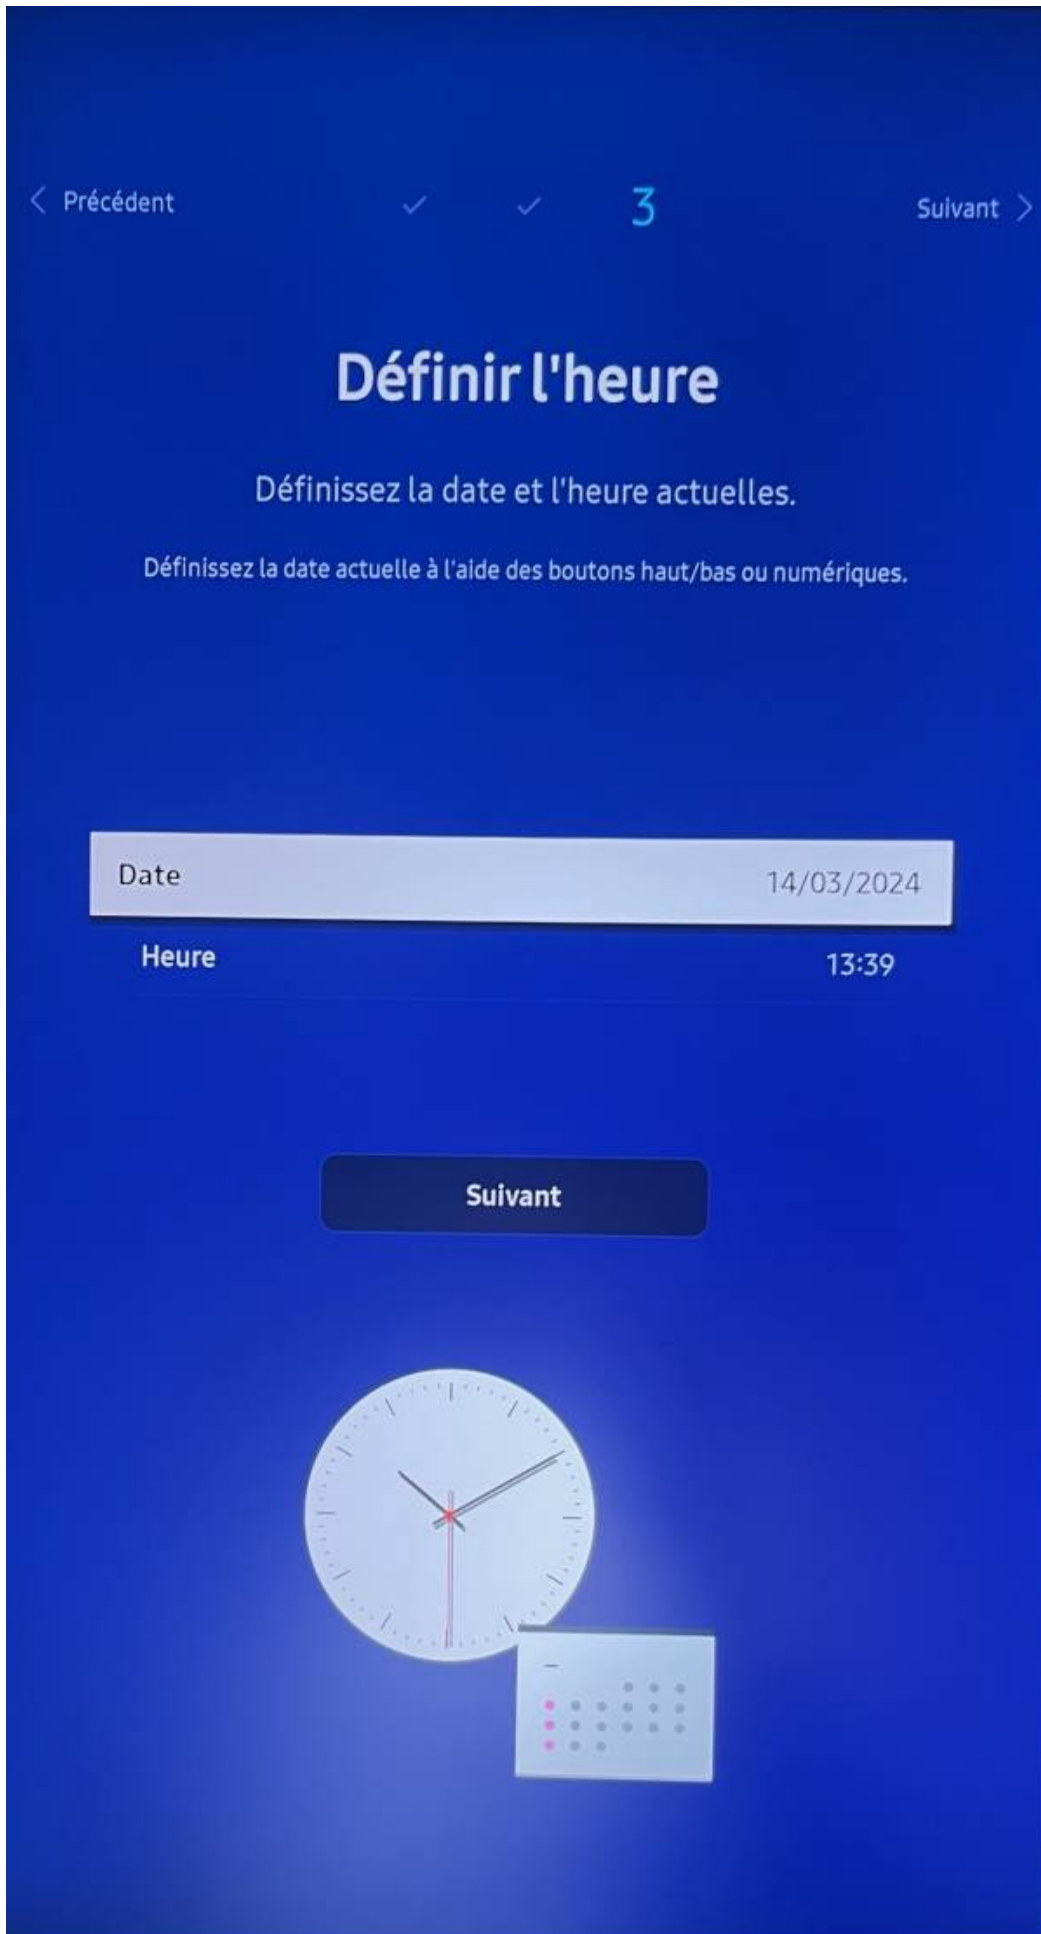 Précédent
3
Suivant
Définir l'heure
Définissez la date et l'heure actuelles.
Définissez la date actuelle à l'aide des boutons haut/bas ou numériques.
Date 14/03/2024
Heure 13:39
Suivant